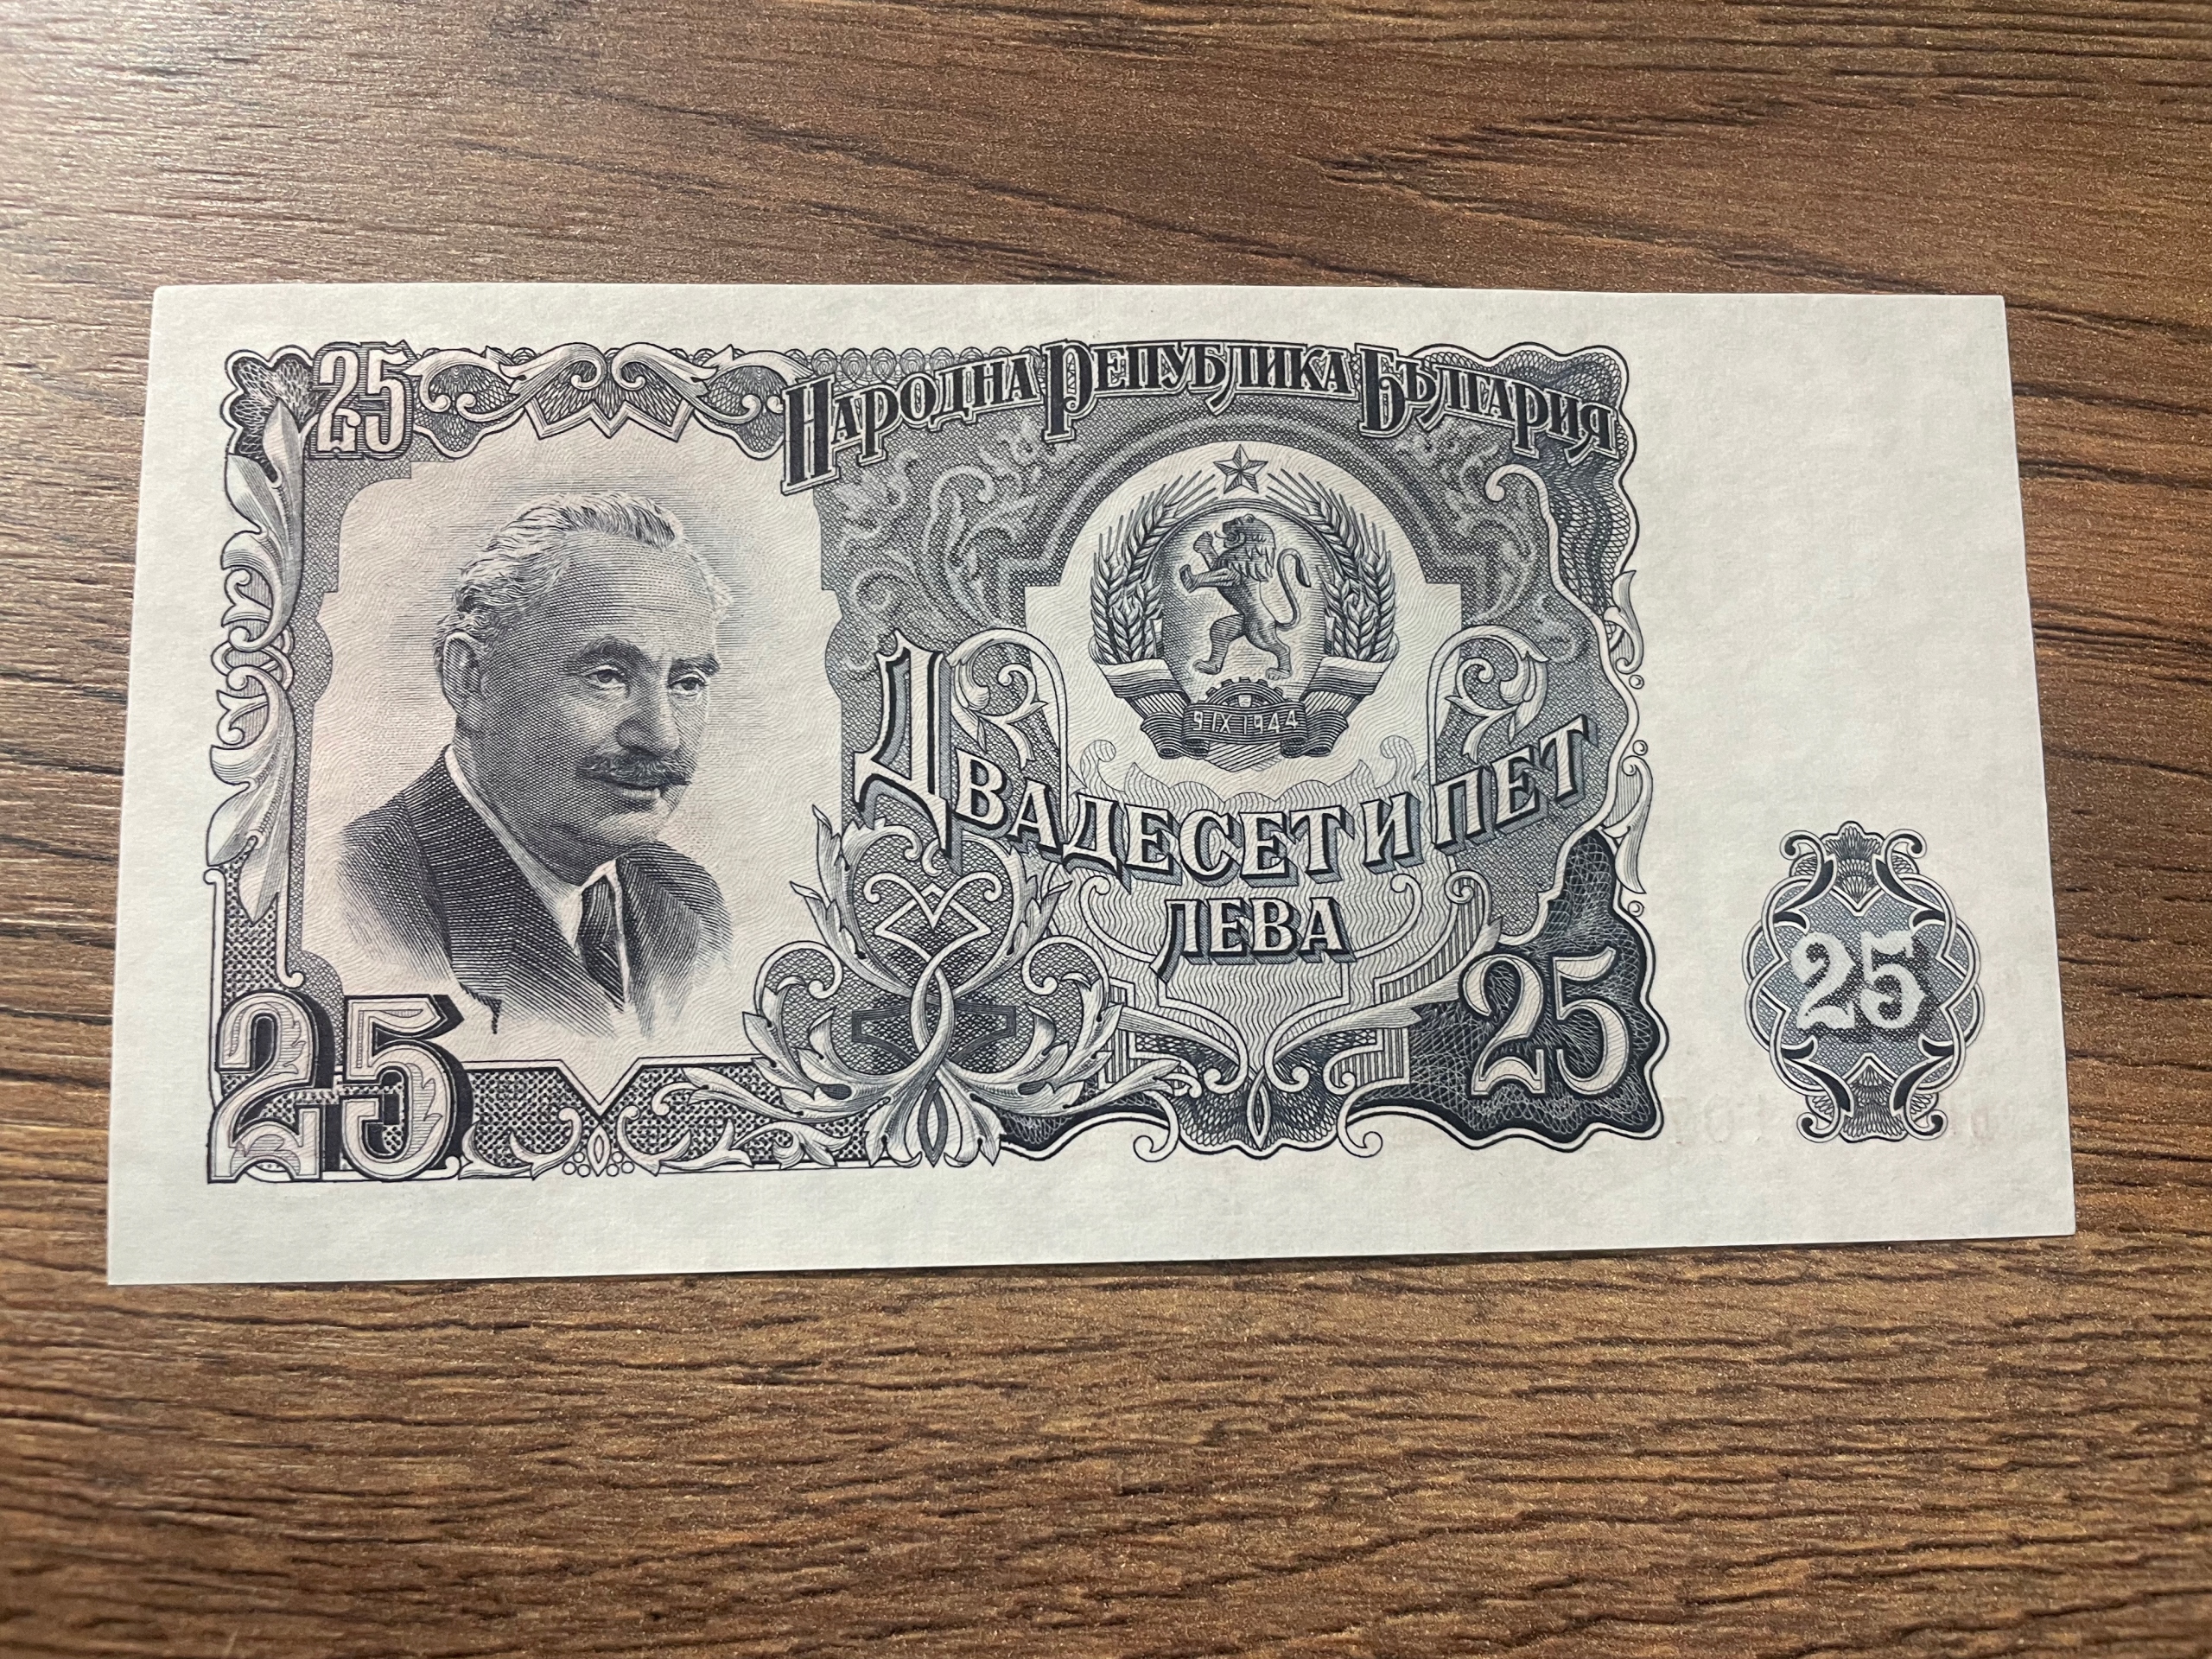 25
Народна Република България
9 IX 1944
Двадесет и пет
лева
25
25
25